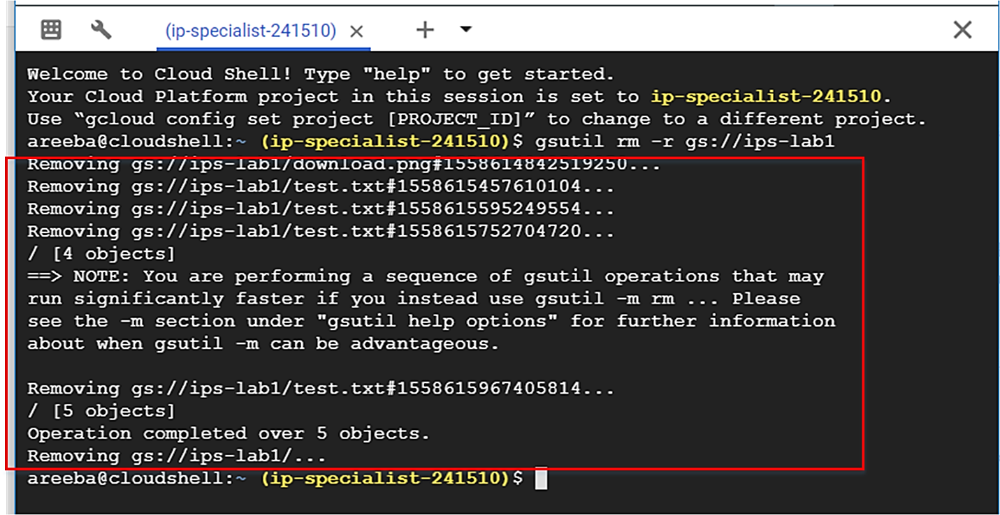 (ip-specialist-241510)
Welcome to Cloud Shell! Type "help" to get started.
Your Cloud Platform project in this session is set to ip-specialist-241510.
Use “gcloud config set project [PROJECT_ID]” to change to a different project.
areeba@cloudshell:~ (ip-specialist-241510)$ gsutil rm -r gs://ips-lab1
Removing gs://ips-lab1/download.png#1558614842519250...
Removing gs://ips-lab1/test.txt#1558615457610104...
Removing gs://ips-lab1/test.txt#1558615595249554...
Removing gs://ips-lab1/test.txt#1558615752704720...
/ [4 objects]
==> NOTE: You are performing a sequence of gsutil operations that may
run significantly faster if you instead use gsutil -m rm ... Please
see the -m section under "gsutil help options" for further information
about when gsutil -m can be advantageous.
Removing gs://ips-lab1/test.txt#1558615967405814...
/ [5 objects]
Operation completed over 5 objects.
Removing gs://ips-lab1/...
areeba@cloudshell:~ (ip-specialist-241510)$